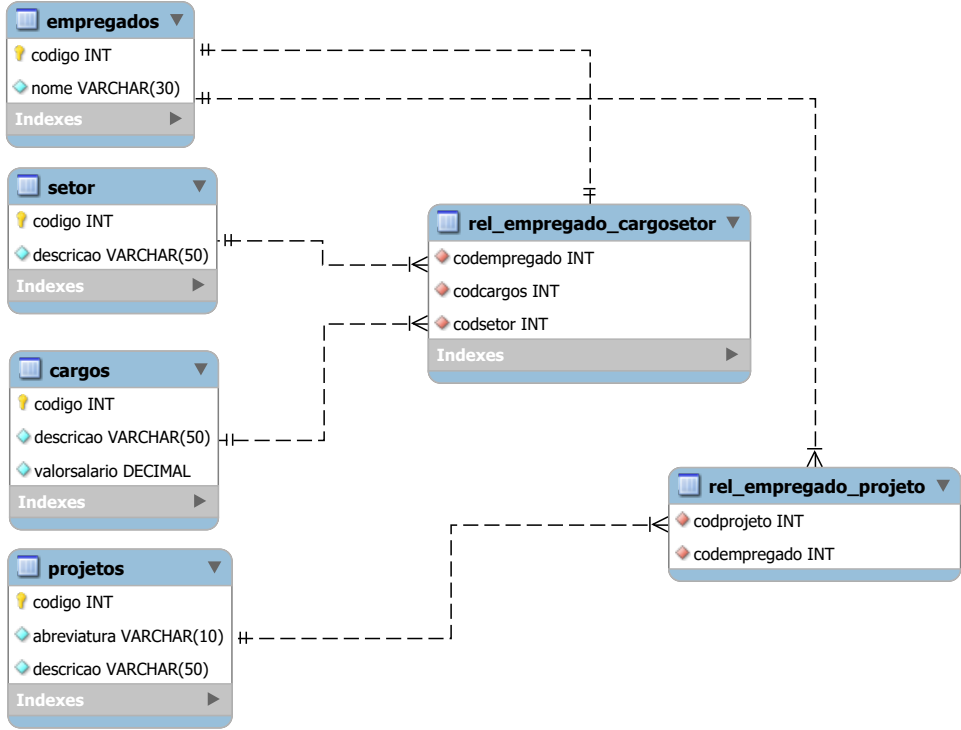 empregados
codigo INT
nome VARCHAR(30)
Indexes
setor
codigo INT
descricao VARCHAR(50)
Indexes
rel_empregado_cargosetor
codempregado INT
codcargos INT
codsetor INT
Indexes
cargos
codigo INT
descricao VARCHAR(50)
valorsalario DECIMAL
Indexes
rel_empregado_projeto
codprojeto INT
codempregado INT
projetos
codigo INT
abreviatura VARCHAR(10)
descricao VARCHAR(50)
Indexes